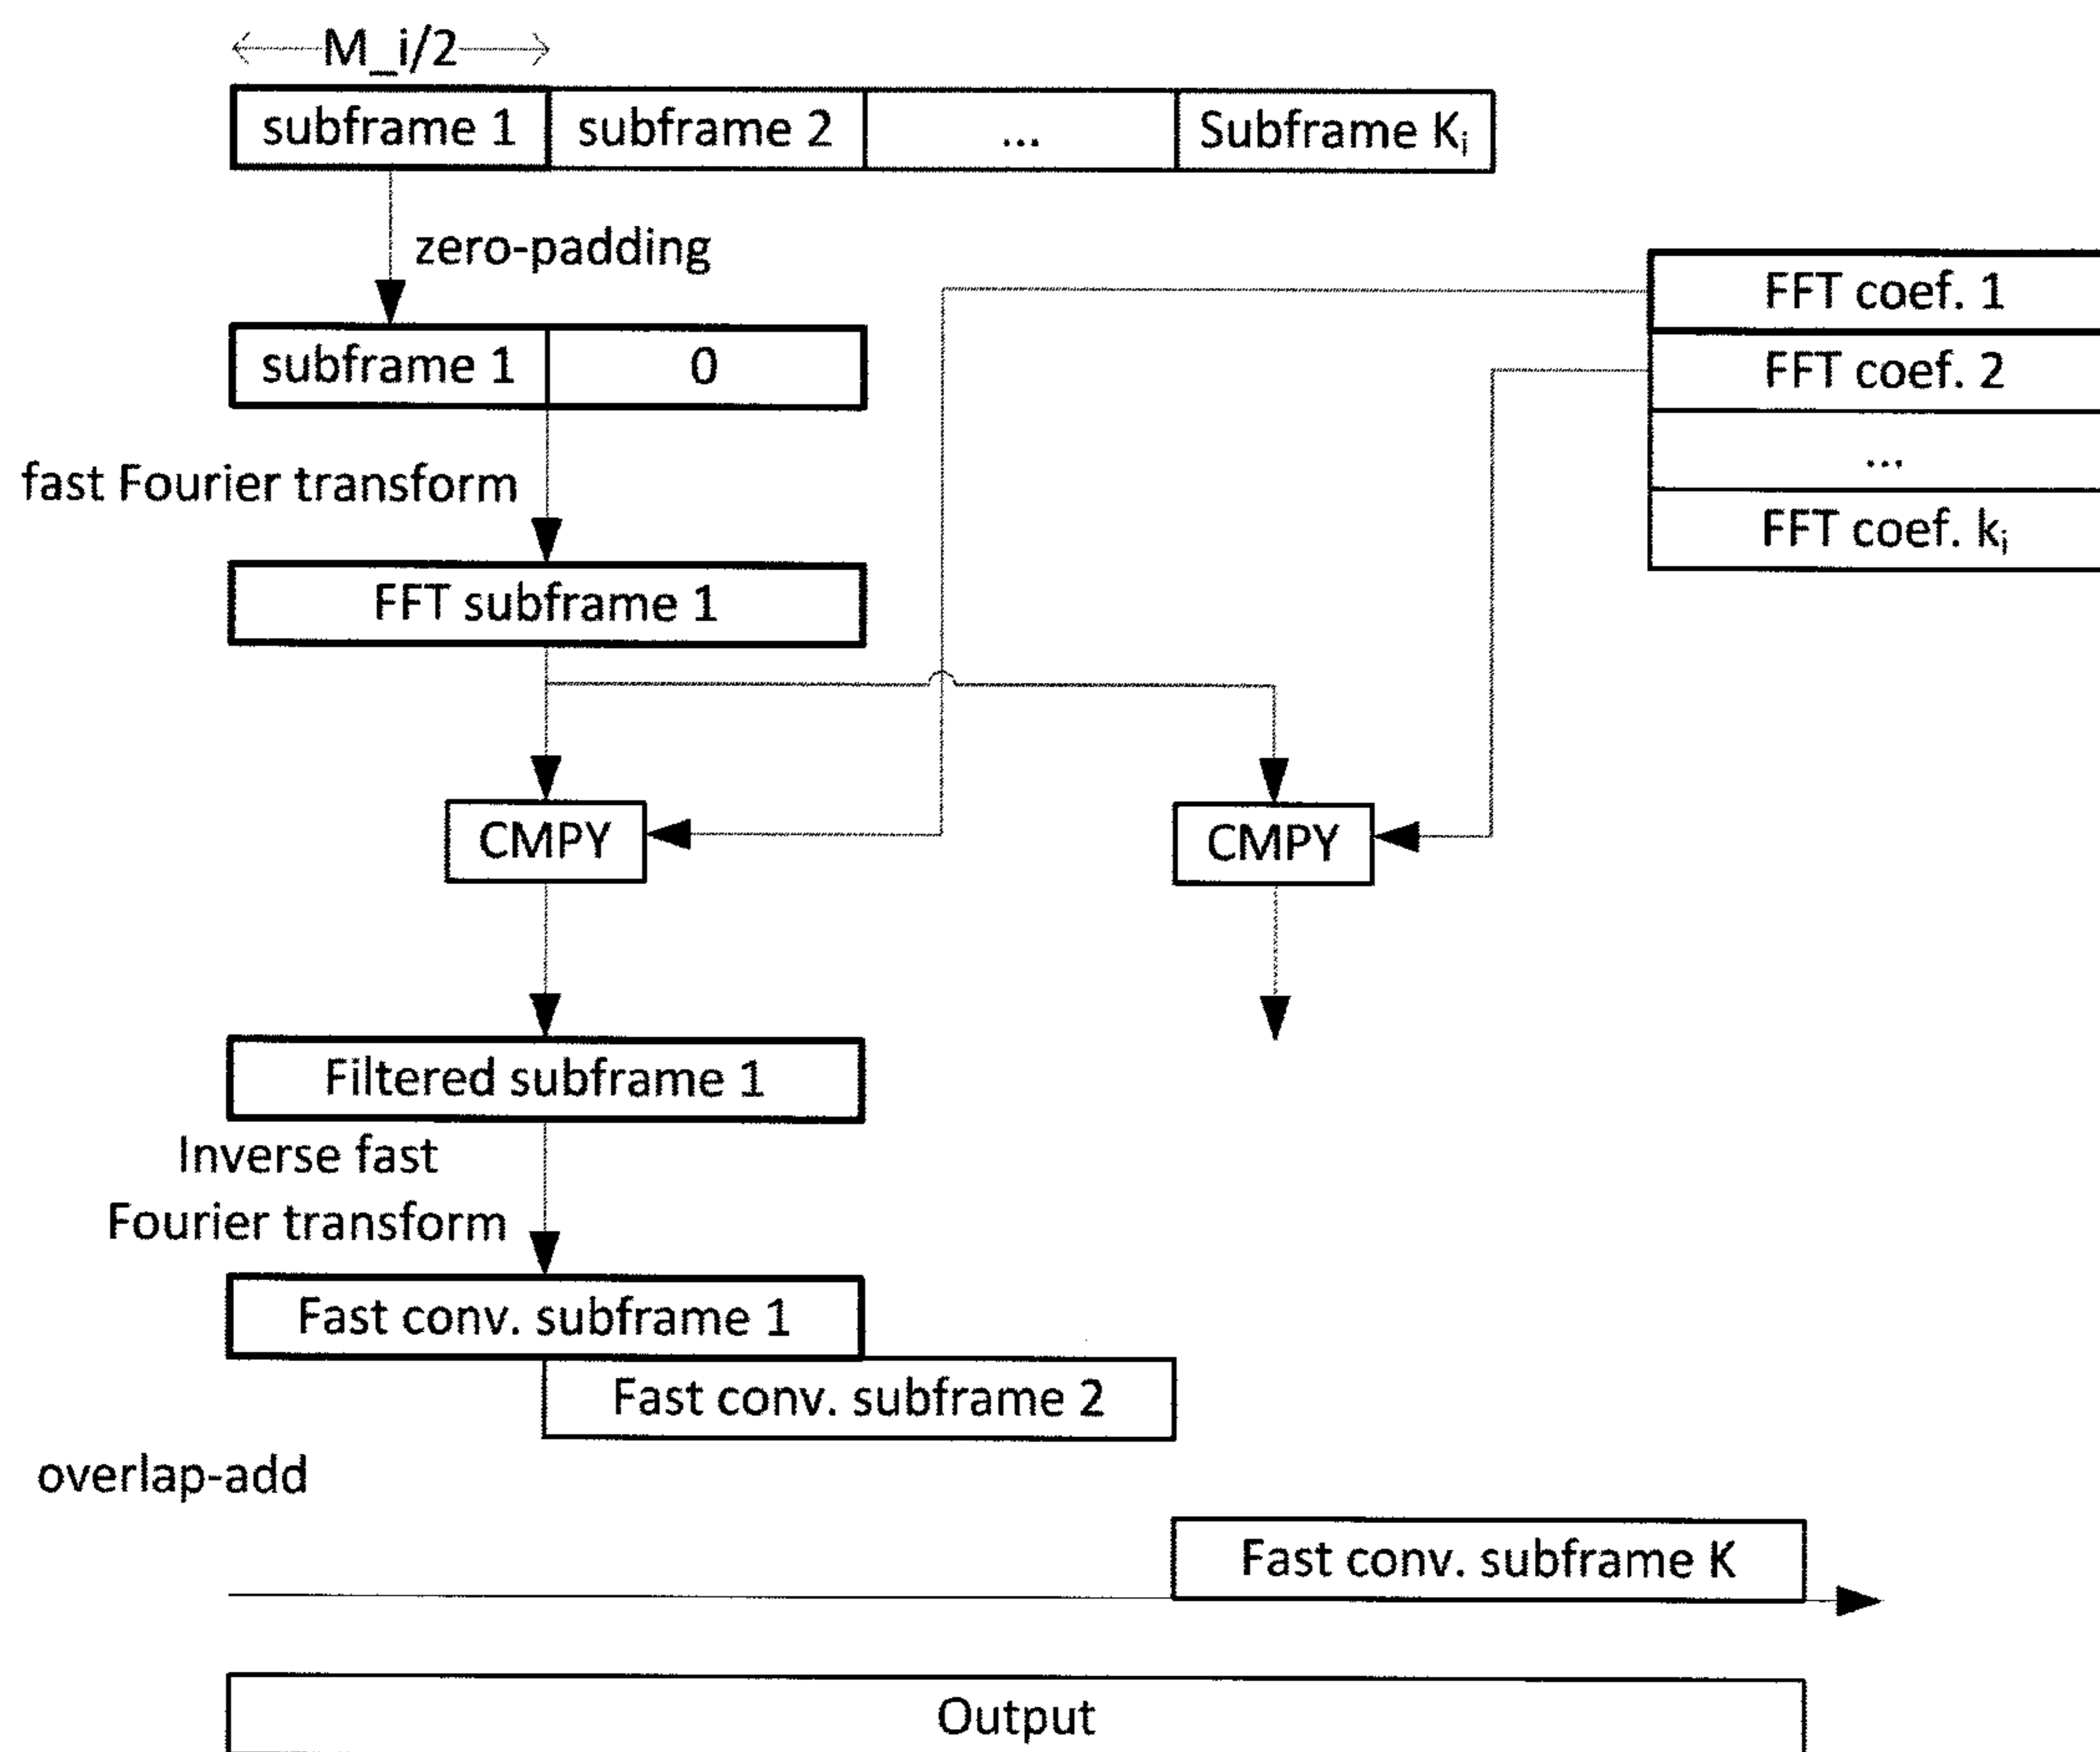 M_i/2
subframe 1
subframe 2
...
Subframe Kᵢ
zero-padding
FFT coef. 1
subframe 1
0
FFT coef. 2
...
fast Fourier transform
FFT coef. kᵢ
FFT subframe 1
CMPY
CMPY
Filtered subframe 1
Inverse fast
Fourier transform
Fast conv. subframe 1
Fast conv. subframe 2
overlap-add
Fast conv. subframe K
Output